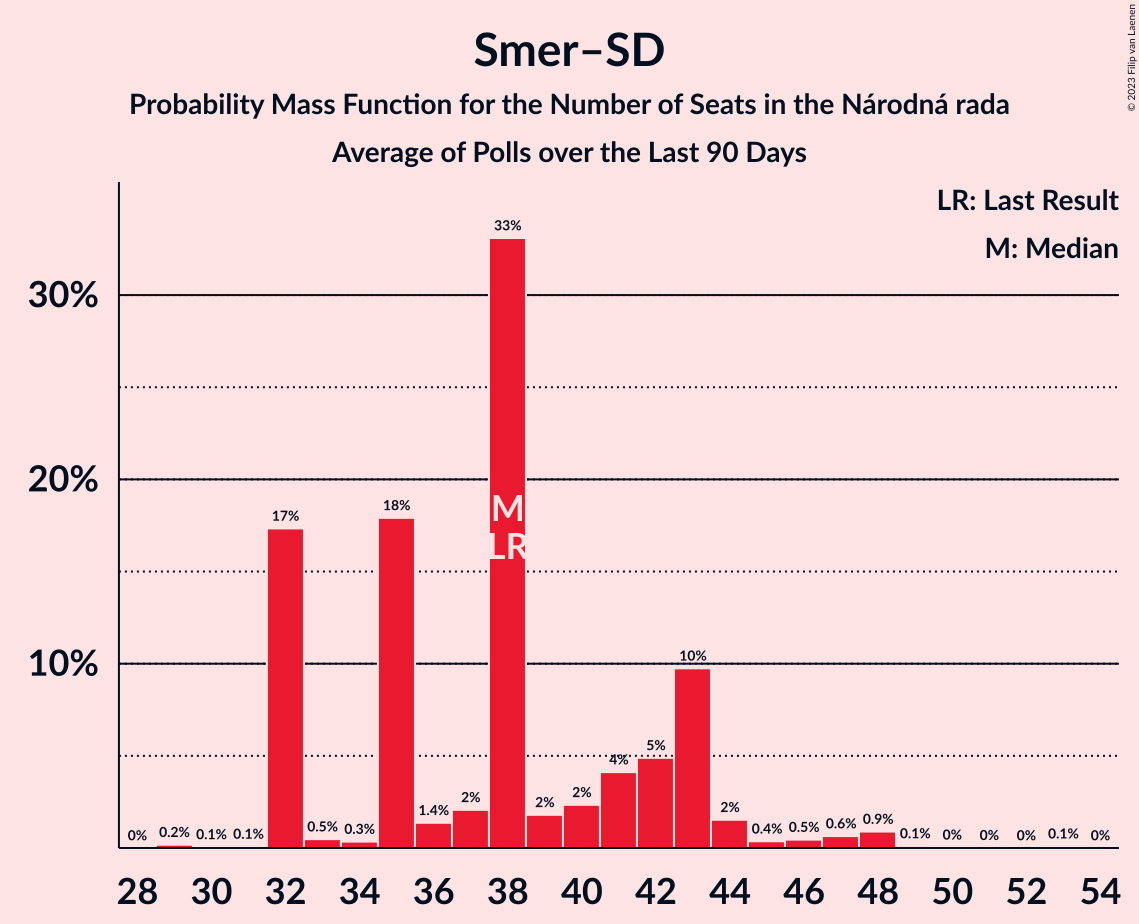 Smer–SD
Probability Mass Function for the Number of Seats in the Národná rada
Average of Polls over the Last 90 Days
© 2023 Filip van Laenen
LR: Last Result
M: Median
30%
20%
10%
0% 0.2% 0.1% 0.1% 17% 0.5% 0.3% 18% 1.4% 2% 33% 2% 2% 4% 5% 10% 2% 0.4% 0.5% 0.6% 0.9% 0.1% 0% 0% 0% 0.1% 0%
M
LR
28 30 32 34 36 38 40 42 44 46 48 50 52 54